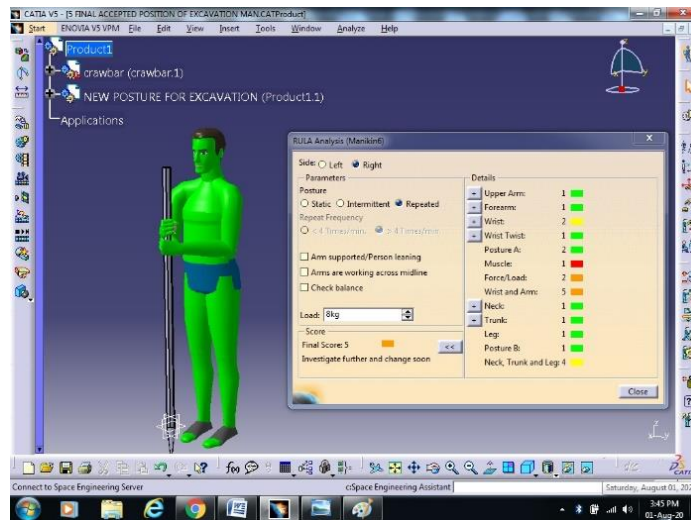 CATIA V5 - [5 FINAL ACCEPTED POSITION OF EXCAVATION MAN.CATProduct]
Start ENOVIA V5 VPM File Edit View Insert Tools Window Analyze Help
Product1
crawbar (crawbar.1)
NEW POSTURE FOR EXCAVATION (Product1.1)
Applications
RULA Analysis (Manikin6)
Side: Left Right
Parameters
Posture
Static Intermittent Repeated
Repeat Frequency
< 4 Times/min. > 4 Times/min
Arm supported/Person leaning
Arms are working across midline
Check balance
Load: 8kg
Score
Final Score: 5
Investigate further and change soon
<<
Details
Upper Arm: 1
Forearm: 1
Wrist: 2
Wrist Twist: 1
Posture A: 2
Muscle: 1
Force/Load: 2
Wrist and Arm: 5
Neck: 1
Trunk: 1
Leg: 1
Posture B: 1
Neck, Trunk and Leg: 4
Close
z
y
f(x)
CATIA
Connect to Space Engineering Server
ciSpace Engineering Assistant
Saturday, August 01, 202
3:45 PM
01-Aug-20